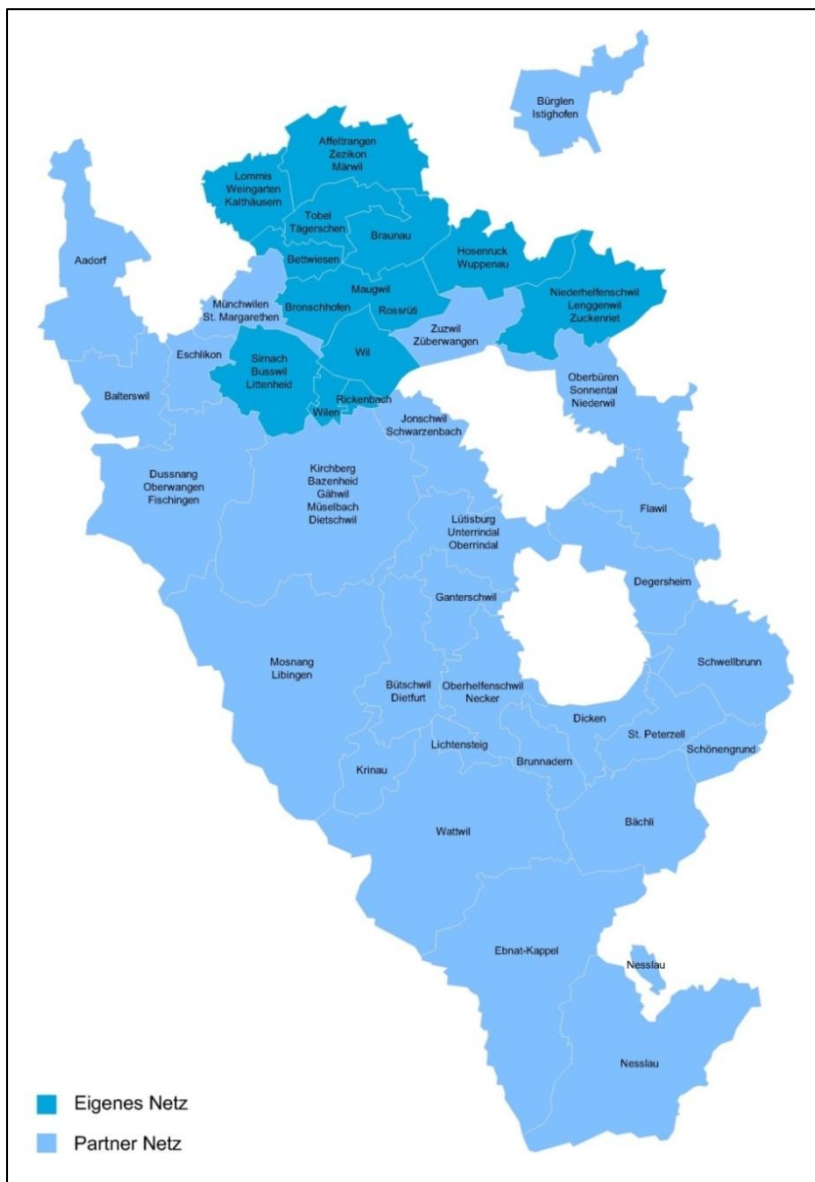 Bürglen
Istighofen
Affeltrangen
Zezikon
Märwil
Lommis
Weingarten
Kalthäusern
Tobel
Tägerschen
Braunau
Hosenruck
Wuppenau
Aadorf
Bettwiesen
Maugwil
Niederhelfenschwil
Lenggenwil
Zuckenriet
Münchwilen
St. Margarethen
Bronschhofen
Rossrüti
Zuzwil
Züberwangen
Eschlikon
Sirnach
Busswil
Littenheid
Wil
Oberbüren
Sonnental
Niederwil
Balterswil
Rickenbach
Wilen
Jonschwil
Schwarzenbach
Dussnang
Oberwangen
Fischingen
Kirchberg
Bazenheid
Gähwil
Müselbach
Dietschwil
Flawil
Lütisburg
Unterrindal
Oberrindal
Degersheim
Ganterschwil
Mosnang
Libingen
Bütschwil
Dietfurt
Oberhelfenschwil
Necker
Schwellbrunn
Dicken
St. Peterzell
Schönengrund
Lichtensteig
Brunnadern
Krinau
Wattwil
Bächli
Ebnat-Kappel
Nesslau
Nesslau
Eigenes Netz
Partner Netz